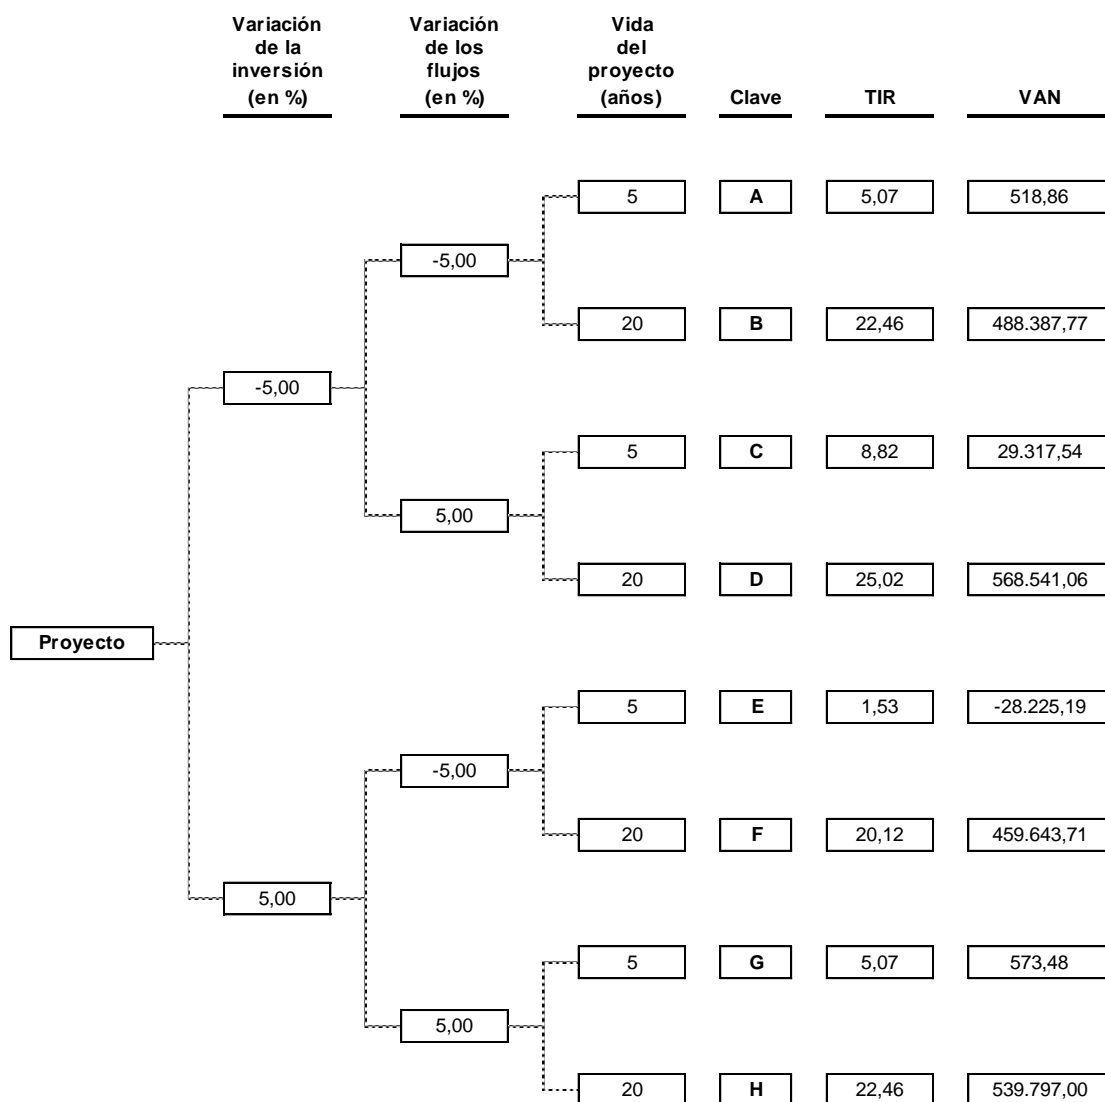 Variación
de la
inversión
(en %)
Variación
de los
flujos
(en %)
Vida
del
proyecto
(años)
Clave
TIR
VAN
5 A 5,07 518,86
-5,00
20 B 22,46 488.387,77
-5,00
5 C 8,82 29.317,54
5,00
20 D 25,02 568.541,06
Proyecto
5 E 1,53 -28.225,19
-5,00
20 F 20,12 459.643,71
5,00
5 G 5,07 573,48
5,00
20 H 22,46 539.797,00